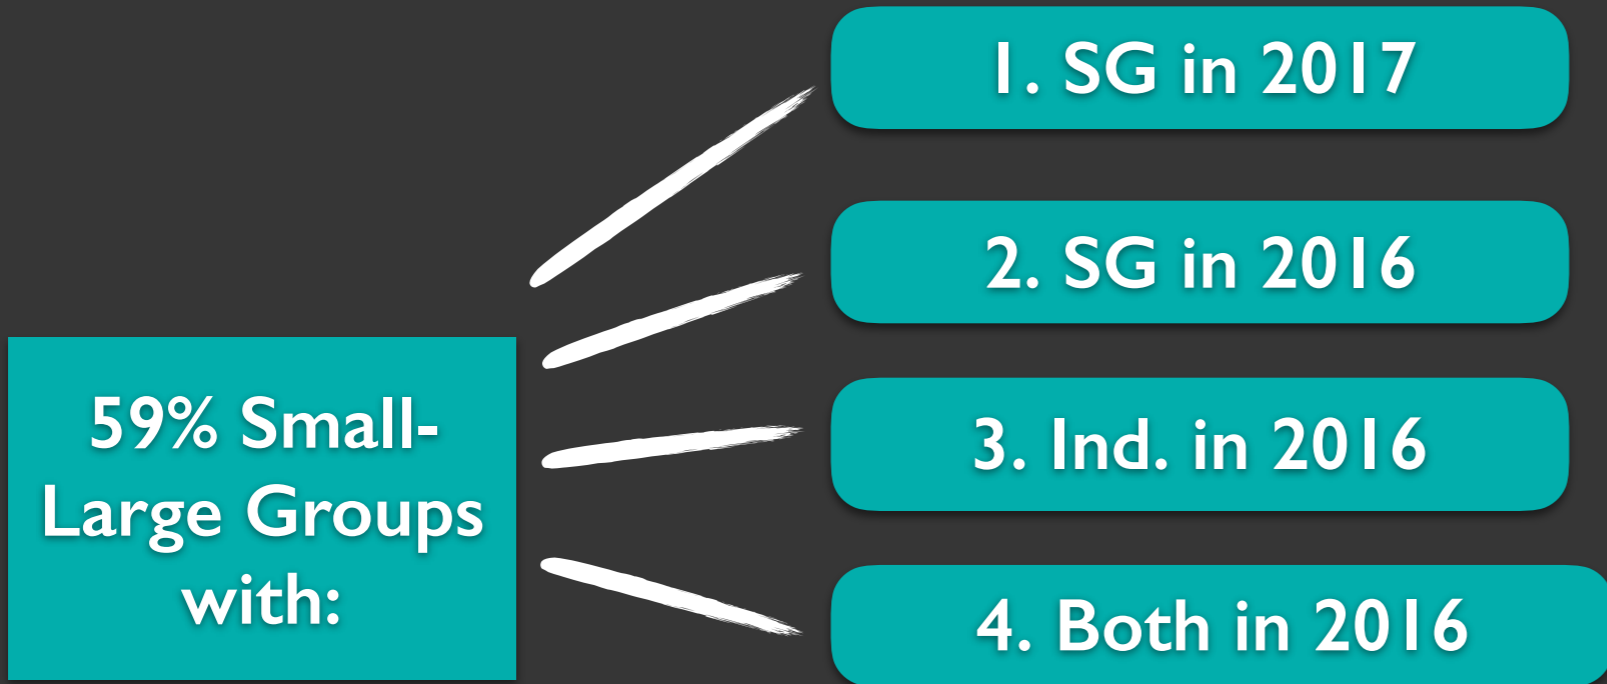 59% Small-
Large Groups
with:
1. SG in 2017
2. SG in 2016
3. Ind. in 2016
4. Both in 2016